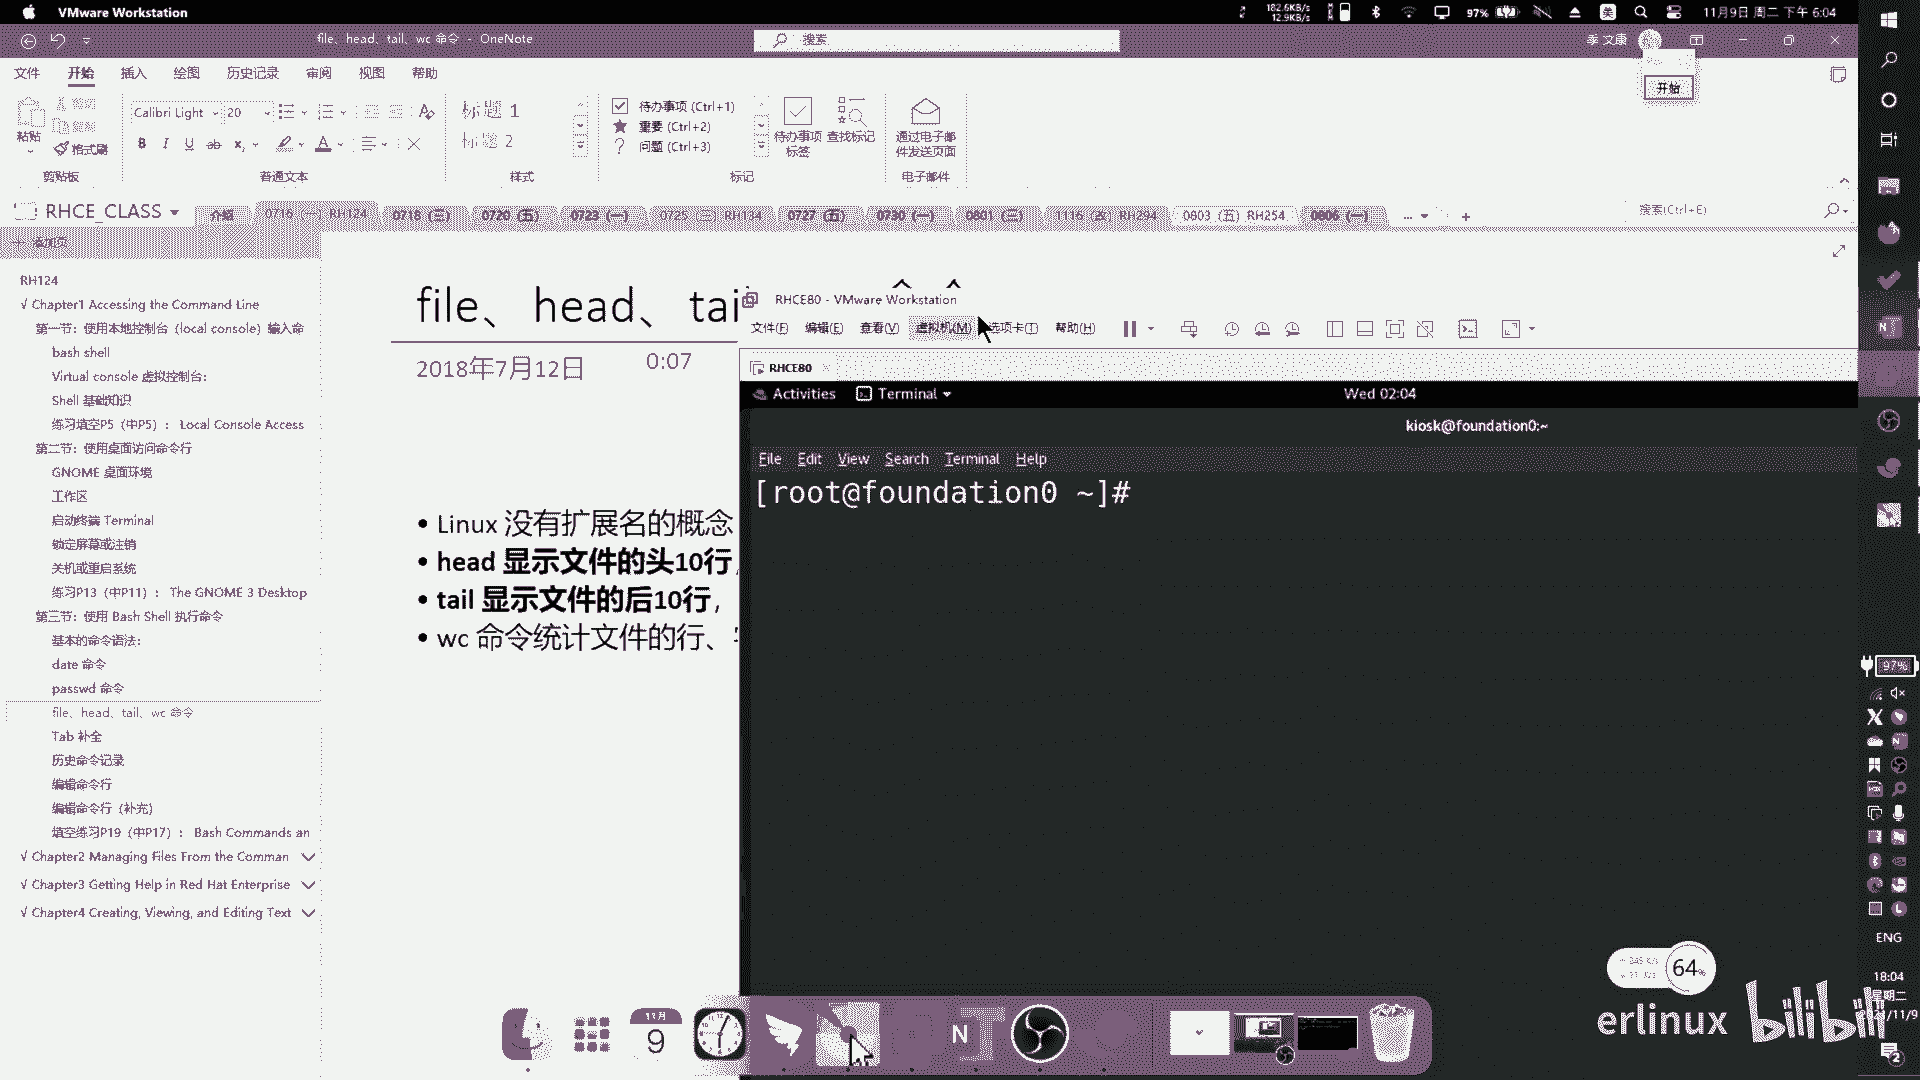 VMware Workstation
182.6KB/s
12.9KB/s
97%
美
11月9日 周二 下午 6:04
file、head、tail、wc 命令 - OneNote
搜索
季 文康
文件 开始 插入 绘图 历史记录 审阅 视图 帮助
开始
粘贴
格式刷
剪贴板
Calibri Light 20
普通文本
标题 1
标题 2
样式
待办事项 (Ctrl+1)
重要 (Ctrl+2)
问题 (Ctrl+3)
待办事项 标签
查找标记
标记
通过电子邮件发送页面
电子邮件
RHCE_CLASS
介绍
0716 (一) RH124
0718 (三)
0720 (五)
0723 (一)
0725 (三) RH134
0727 (五)
0730 (一)
0801 (三)
1116 (改) RH294
0803 (五) RH254
0806 (一)
搜索(Ctrl+E)
添加页
RH124
√ Chapter1 Accessing the Command Line
第一节：使用本地控制台（local console）输入命
bash shell
Virtual console 虚拟控制台:
Shell 基础知识
练习填空P5（中P5）： Local Console Access
第二节：使用桌面访问命令行
GNOME 桌面环境
工作区
启动终端 Terminal
锁定屏幕或注销
关机或重启系统
练习P13（中P11）： The GNOME 3 Desktop
第三节：使用 Bash Shell 执行命令
基本的命令语法:
date 命令
passwd 命令
file、head、tail、wc 命令
Tab 补全
历史命令记录
编辑命令行
编辑命令行（补充）
填空练习P19（中P17）： Bash Commands an
√ Chapter2 Managing Files From the Comman
√ Chapter3 Getting Help in Red Hat Enterprise
√ Chapter4 Creating, Viewing, and Editing Text
file、head、tail
2018年7月12日 0:07
• Linux 没有扩展名的概念
• head 显示文件的头10行,
• tail 显示文件的后10行，
• wc 命令统计文件的行、
RHCE80 - VMware Workstation
文件(F) 编辑(E) 查看(V) 虚拟机(M) 选项卡(T) 帮助(H)
RHCE80
Activities Terminal Wed 02:04
kiosk@foundation0:~
File Edit View Search Terminal Help
[root@foundation0 ~]#
97%
ENG
18:04
星期二
2
64%
11月
9
erlinux
bilibili